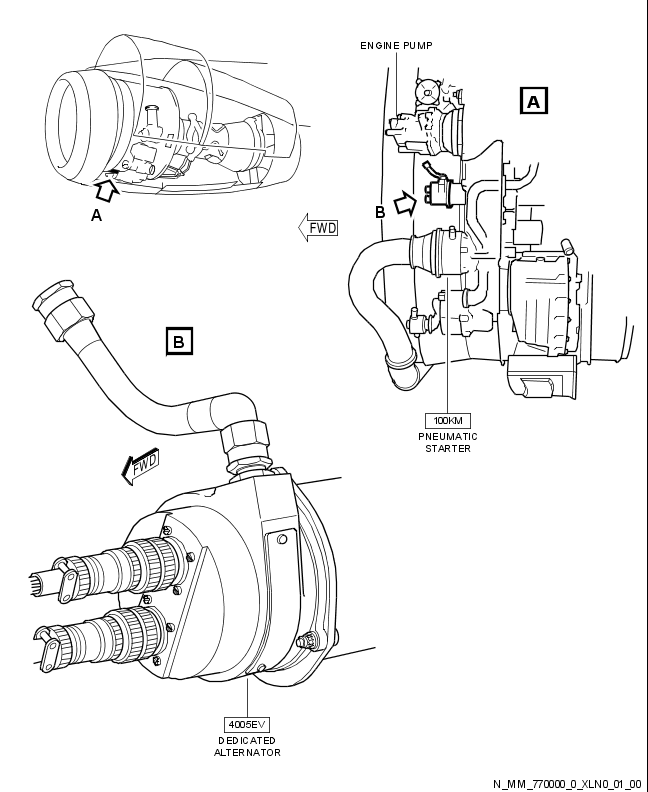 ENGINE PUMP
A
A
B
FWD
B
100KM
PNEUMATIC
STARTER
FWD
4005EV
DEDICATED
ALTERNATOR
N_MM_770000_0_XLN0_01_00